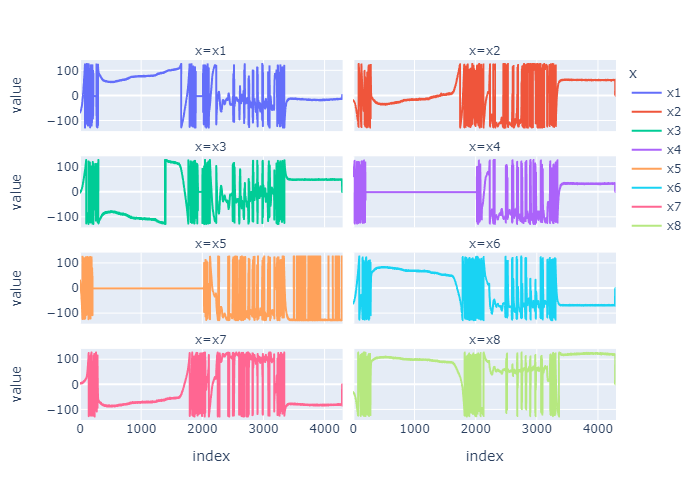 x=x1
x=x2
value
100
0
−100
x=x3
x=x4
value
100
0
−100
x=x5
x=x6
value
100
0
−100
x=x7
x=x8
value
100
0
−100
0
1000
2000
3000
4000
0
1000
2000
3000
4000
index
index
X
x1
x2
x3
x4
x5
x6
x7
x8